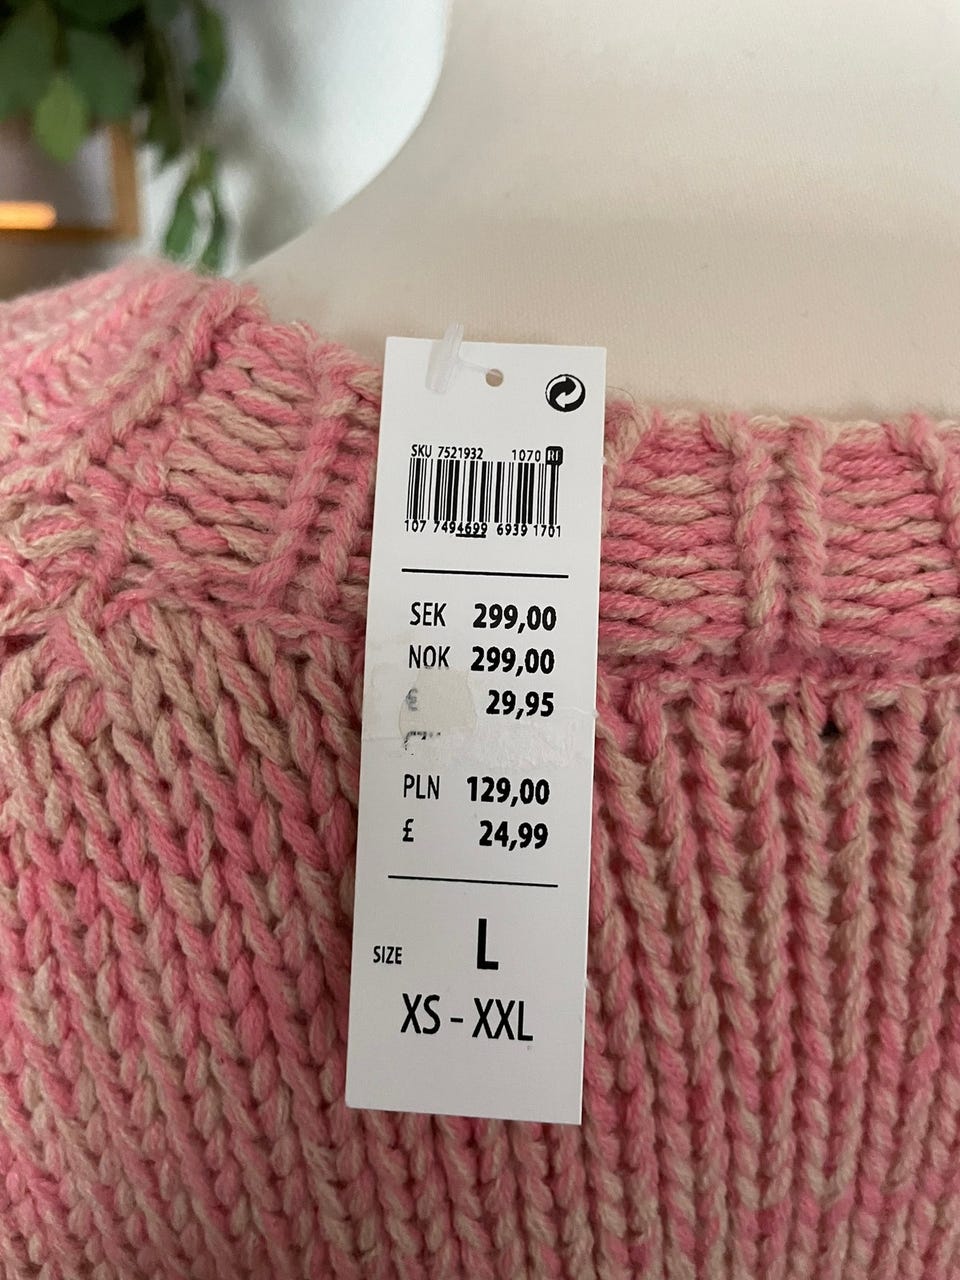 SKU 7521932 1070 RF
107 7494699 6939 1701
SEK 299,00
NOK 299,00
€ 29,95
PLN 129,00
£ 24,99
SIZE L
XS - XXL